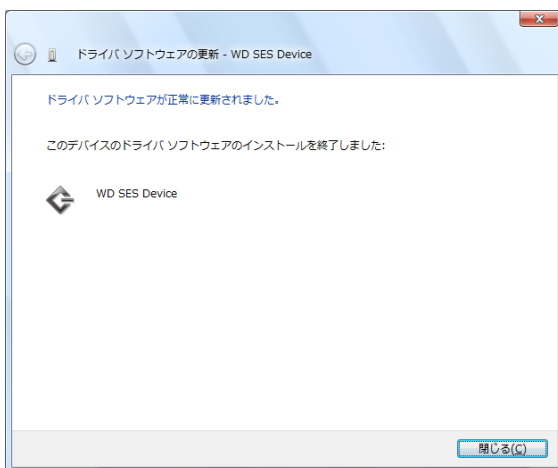 ドライバ ソフトウェアの更新 - WD SES Device
ドライバ ソフトウェアが正常に更新されました。
このデバイスのドライバ ソフトウェアのインストールを終了しました:
WD SES Device
閉じる(C)